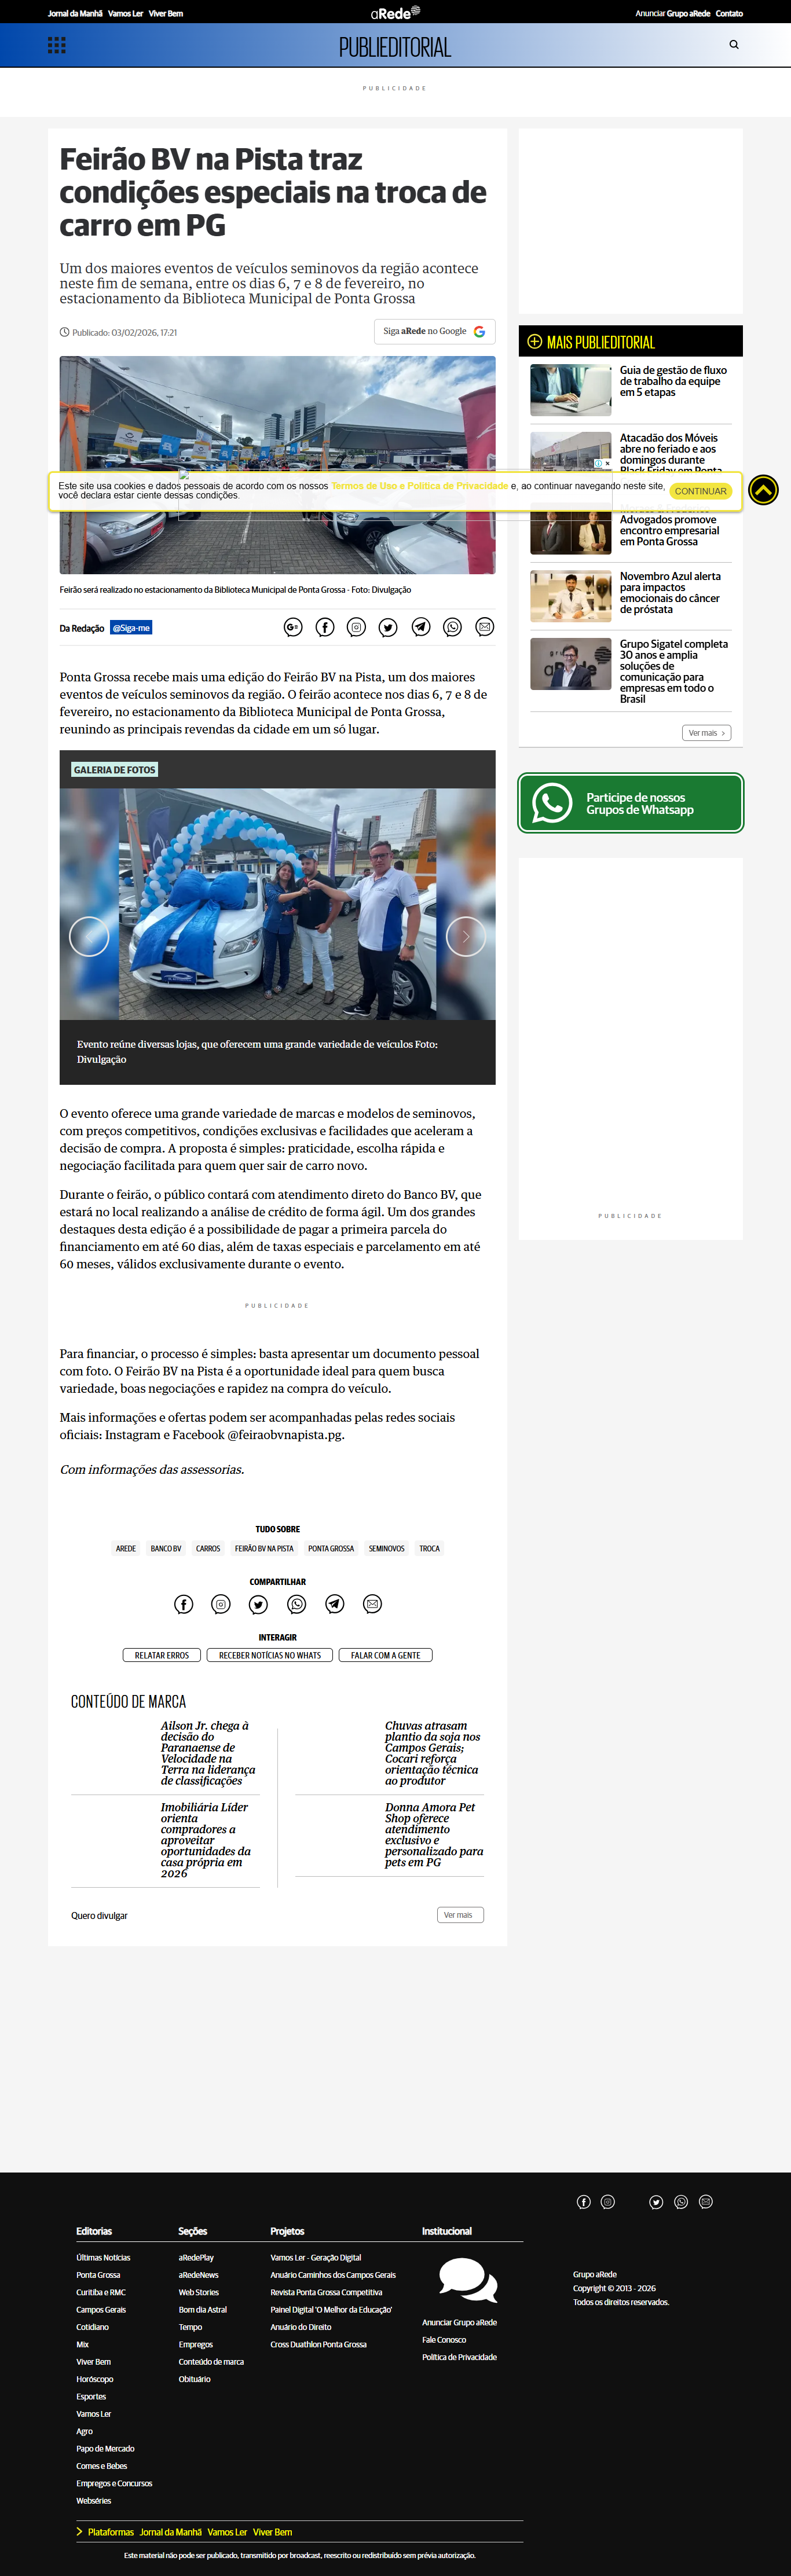 Jornal da Manhã Vamos Ler Viver Bem
aRede
Anunciar Grupo aRede Contato
PUBLIEDITORIAL
PUBLICIDADE
Feirão BV na Pista traz
condições especiais na troca de
carro em PG
Um dos maiores eventos de veículos seminovos da região acontece
neste fim de semana, entre os dias 6, 7 e 8 de fevereiro, no
estacionamento da Biblioteca Municipal de Ponta Grossa
Publicado: 03/02/2026, 17:21
Siga aRede no Google
Este site usa cookies e dados pessoais de acordo com os nossos Termos de Uso e Política de Privacidade e, ao continuar navegando neste site,
você declara estar ciente dessas condições.
CONTINUAR
Feirão será realizado no estacionamento da Biblioteca Municipal de Ponta Grossa - Foto: Divulgação
Da Redação @Siga-me
Ponta Grossa recebe mais uma edição do Feirão BV na Pista, um dos maiores
eventos de veículos seminovos da região. O feirão acontece nos dias 6, 7 e 8 de
fevereiro, no estacionamento da Biblioteca Municipal de Ponta Grossa,
reunindo as principais revendas da cidade em um só lugar.
GALERIA DE FOTOS
Evento reúne diversas lojas, que oferecem uma grande variedade de veículos Foto:
Divulgação
O evento oferece uma grande variedade de marcas e modelos de seminovos,
com preços competitivos, condições exclusivas e facilidades que aceleram a
decisão de compra. A proposta é simples: praticidade, escolha rápida e
negociação facilitada para quem quer sair de carro novo.
Durante o feirão, o público contará com atendimento direto do Banco BV, que
estará no local realizando a análise de crédito de forma ágil. Um dos grandes
destaques desta edição é a possibilidade de pagar a primeira parcela do
financiamento em até 60 dias, além de taxas especiais e parcelamento em até
60 meses, válidos exclusivamente durante o evento.
PUBLICIDADE
Para financiar, o processo é simples: basta apresentar um documento pessoal
com foto. O Feirão BV na Pista é a oportunidade ideal para quem busca
variedade, boas negociações e rapidez na compra do veículo.
Mais informações e ofertas podem ser acompanhadas pelas redes sociais
oficiais: Instagram e Facebook @feiraobvnapista.pg.
Com informações das assessorias.
TUDO SOBRE
AREDE BANCO BV CARROS FEIRÃO BV NA PISTA PONTA GROSSA SEMINOVOS TROCA
COMPARTILHAR
INTERAGIR
RELATAR ERROS RECEBER NOTÍCIAS NO WHATS FALAR COM A GENTE
CONTEÚDO DE MARCA
Ailson Jr. chega à
decisão do
Paranaense de
Velocidade na
Terra na liderança
de classificações
Imobiliária Líder
orienta
compradores a
aproveitar
oportunidades da
casa própria em
2026
Chuvas atrasam
plantio da soja nos
Campos Gerais;
Cocari reforça
orientação técnica
ao produtor
Donna Amora Pet
Shop oferece
atendimento
exclusivo e
personalizado para
pets em PG
Quero divulgar
Ver mais
MAIS PUBLIEDITORIAL
Guia de gestão de fluxo
de trabalho da equipe
em 5 etapas
Atacadão dos Móveis
abre no feriado e aos
domingos durante
Black Friday em Ponta
Advogados promove
encontro empresarial
em Ponta Grossa
Novembro Azul alerta
para impactos
emocionais do câncer
de próstata
Grupo Sigatel completa
30 anos e amplia
soluções de
comunicação para
empresas em todo o
Brasil
Ver mais
Participe de nossos
Grupos de Whatsapp
PUBLICIDADE
Editorias
Últimas Notícias
Ponta Grossa
Curitiba e RMC
Campos Gerais
Cotidiano
Mix
Viver Bem
Horóscopo
Esportes
Vamos Ler
Agro
Papo de Mercado
Comes e Bebes
Empregos e Concursos
Webséries
Seções
aRedePlay
aRedeNews
Web Stories
Bom dia Astral
Tempo
Empregos
Conteúdo de marca
Obituário
Projetos
Vamos Ler - Geração Digital
Anuário Caminhos dos Campos Gerais
Revista Ponta Grossa Competitiva
Painel Digital 'O Melhor da Educação'
Anuário do Direito
Cross Duathlon Ponta Grossa
Institucional
Anunciar Grupo aRede
Fale Conosco
Política de Privacidade
Grupo aRede
Copyright © 2013 - 2026
Todos os direitos reservados.
Plataformas Jornal da Manhã Vamos Ler Viver Bem
Este material não pode ser publicado, transmitido por broadcast, reescrito ou redistribuído sem prévia autorização.